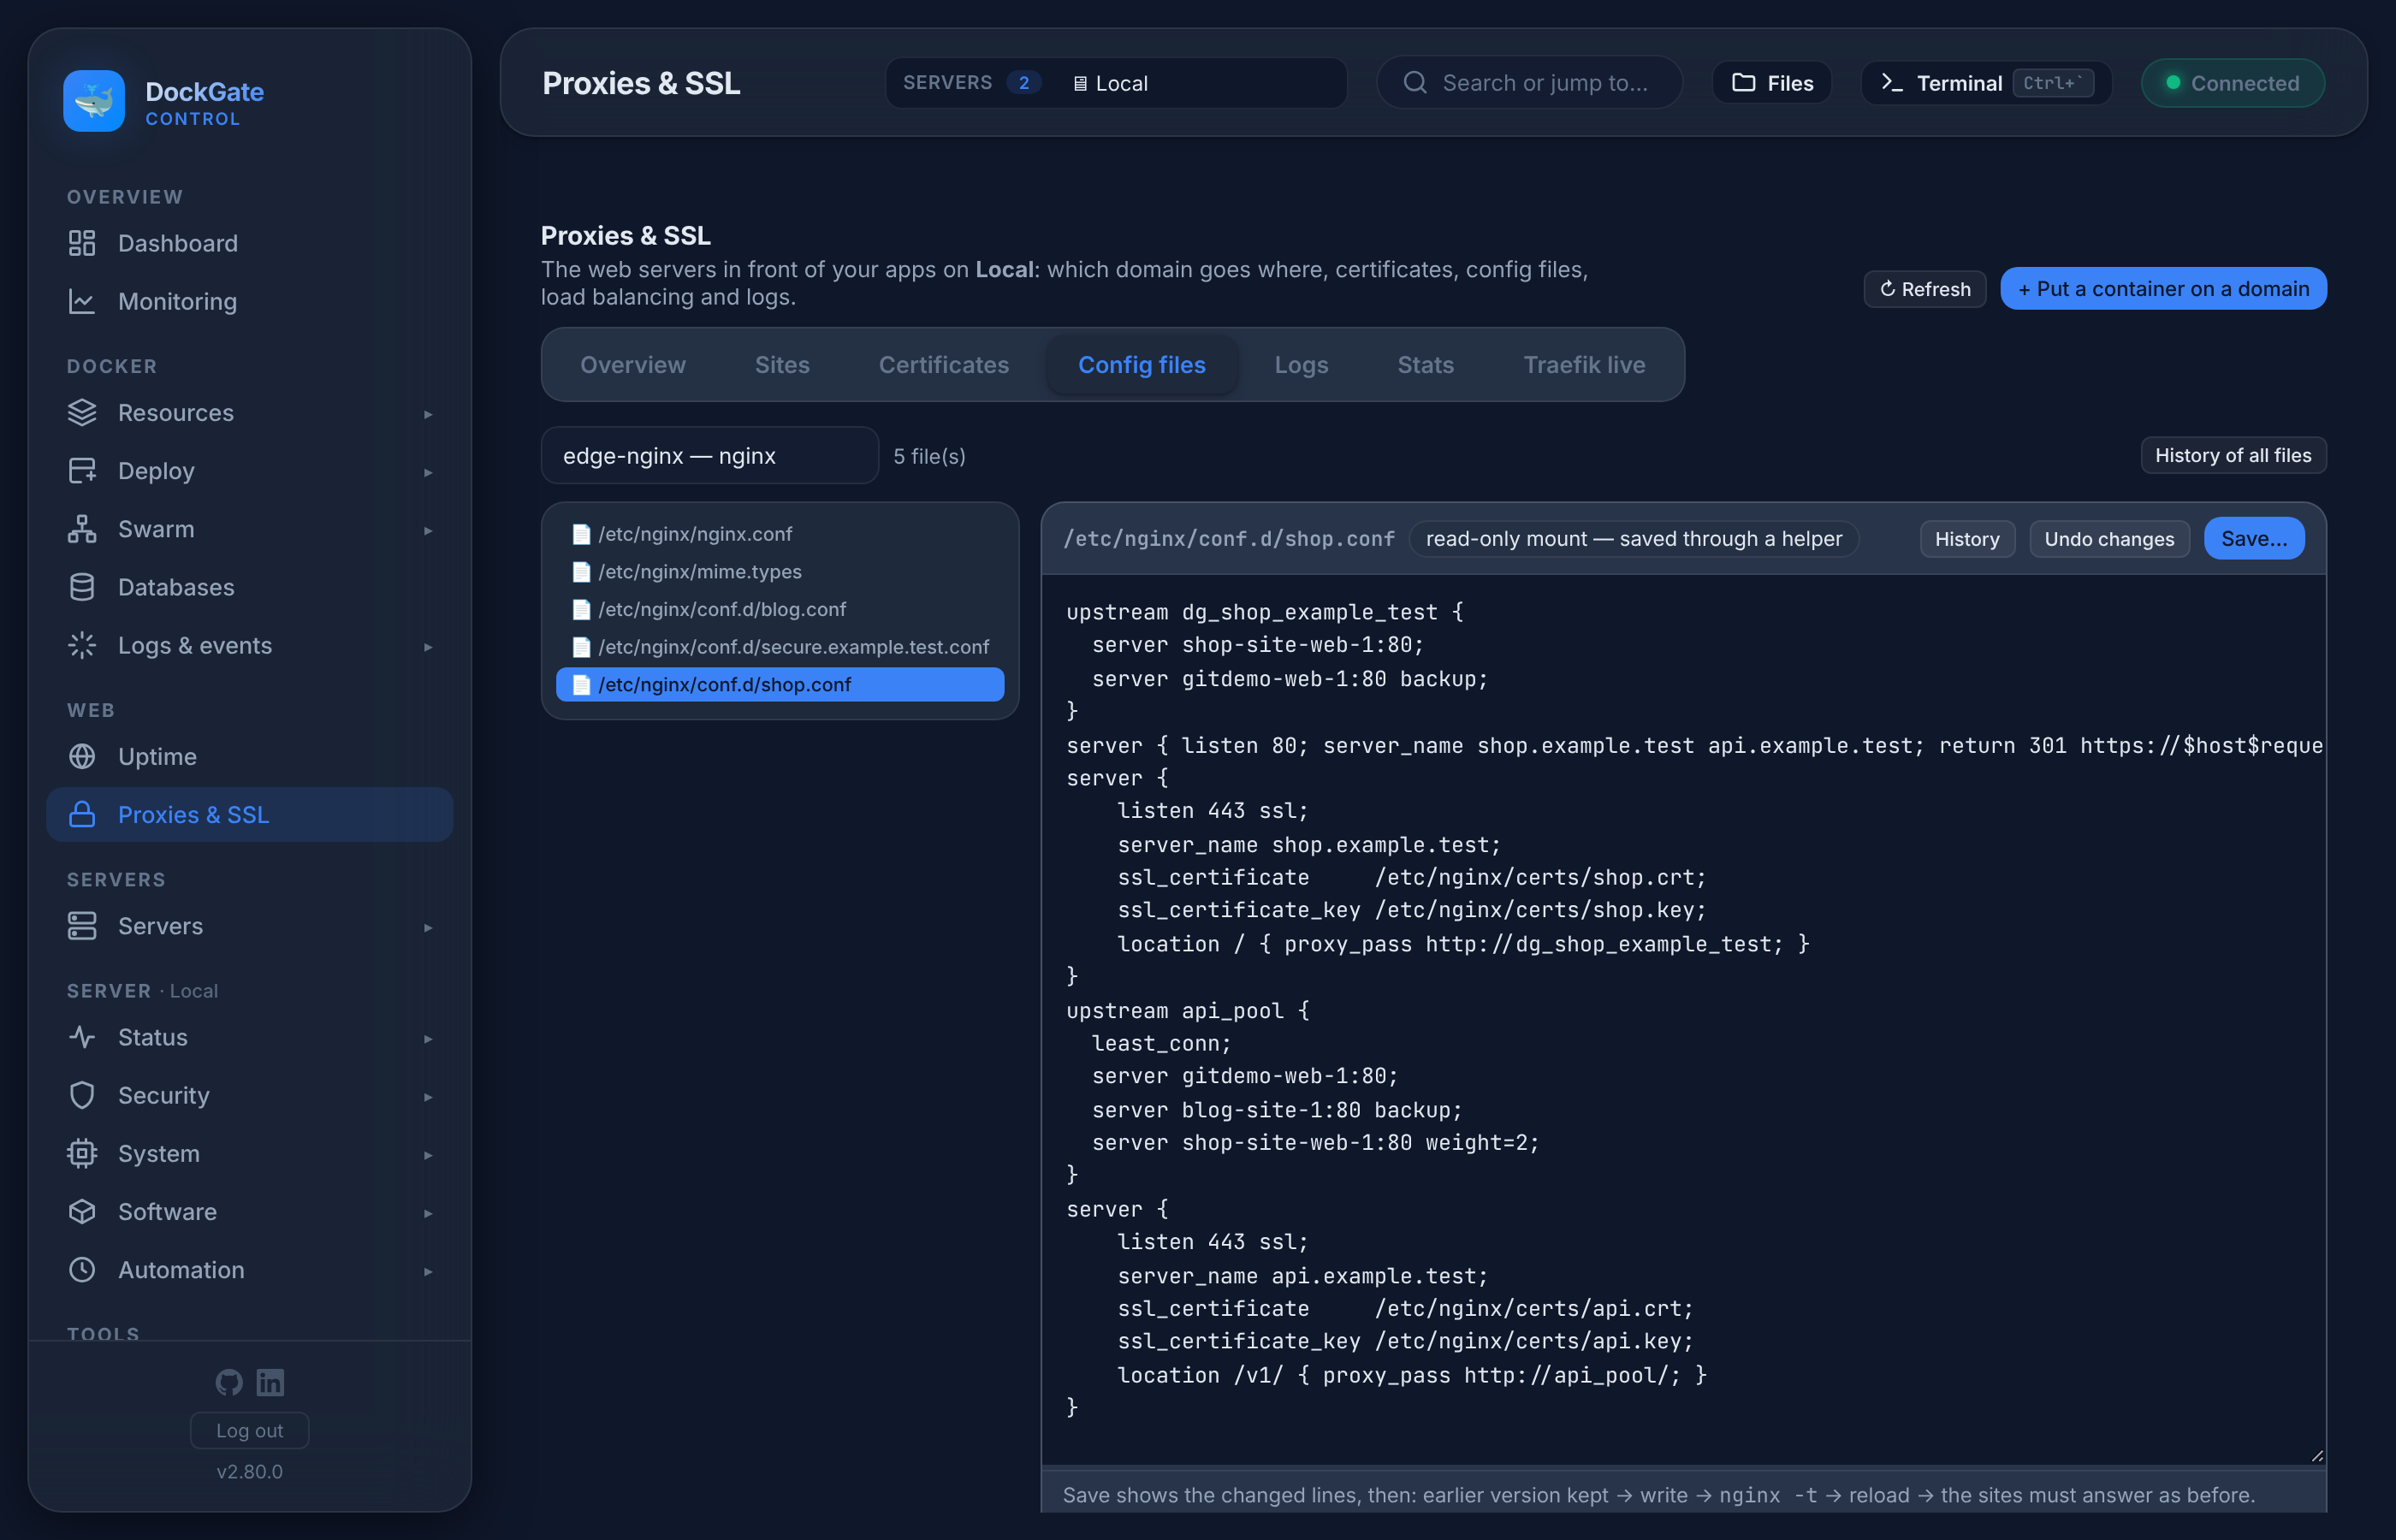 DockGate
CONTROL
OVERVIEW
Dashboard
Monitoring
DOCKER
Resources
Deploy
Swarm
Databases
Logs & events
WEB
Uptime
Proxies & SSL
SERVERS
Servers
SERVER · Local
Status
Security
System
Software
Automation
TOOLS
Log out
v2.80.0
Proxies & SSL
SERVERS 2 Local
Search or jump to...
Files
Terminal Ctrl+`
Connected
Proxies & SSL
The web servers in front of your apps on Local: which domain goes where, certificates, config files,
load balancing and logs.
↻ Refresh
+ Put a container on a domain
Overview Sites Certificates Config files Logs Stats Traefik live
edge-nginx — nginx
5 file(s)
History of all files
/etc/nginx/nginx.conf
/etc/nginx/mime.types
/etc/nginx/conf.d/blog.conf
/etc/nginx/conf.d/secure.example.test.conf
/etc/nginx/conf.d/shop.conf
/etc/nginx/conf.d/shop.conf read-only mount — saved through a helper History Undo changes Save...
upstream dg_shop_example_test {
  server shop-site-web-1:80;
  server gitdemo-web-1:80 backup;
}
server { listen 80; server_name shop.example.test api.example.test; return 301 https://$host$reque
server {
    listen 443 ssl;
    server_name shop.example.test;
    ssl_certificate     /etc/nginx/certs/shop.crt;
    ssl_certificate_key /etc/nginx/certs/shop.key;
    location / { proxy_pass http://dg_shop_example_test; }
}
upstream api_pool {
  least_conn;
  server gitdemo-web-1:80;
  server blog-site-1:80 backup;
  server shop-site-web-1:80 weight=2;
}
server {
    listen 443 ssl;
    server_name api.example.test;
    ssl_certificate     /etc/nginx/certs/api.crt;
    ssl_certificate_key /etc/nginx/certs/api.key;
    location /v1/ { proxy_pass http://api_pool/; }
}
Save shows the changed lines, then: earlier version kept → write → nginx -t → reload → the sites must answer as before.